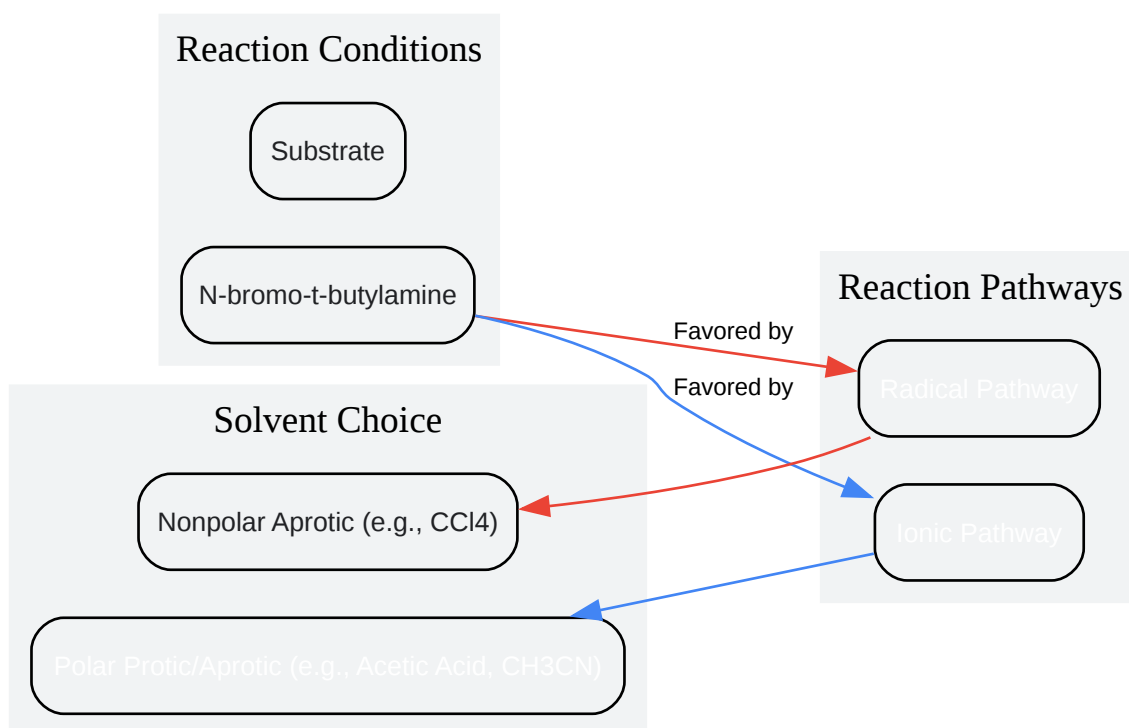 Reaction Conditions
Substrate
N-bromo-t-butylamine
Reaction Pathways
Favored by
Radical Pathway
Favored by
Ionic Pathway
Solvent Choice
Nonpolar Aprotic (e.g., CCl4)
Polar Protic/Aprotic (e.g., Acetic Acid, CH3CN)